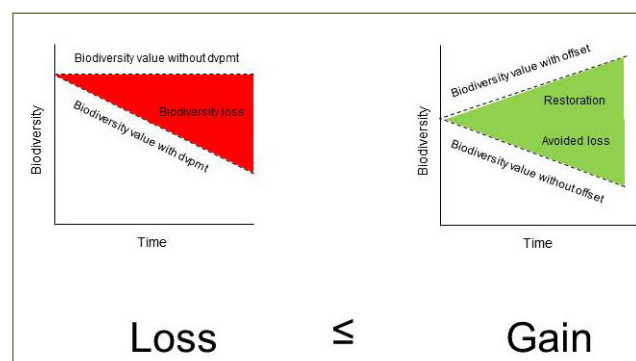 Biodiversity value without dvpmt
Biodiversity loss
Biodiversity value with dvpmt
Biodiversity
Time
Biodiversity value with offset
Restoration
Avoided loss
Biodiversity value without offset
Biodiversity
Time
Loss ≤ Gain